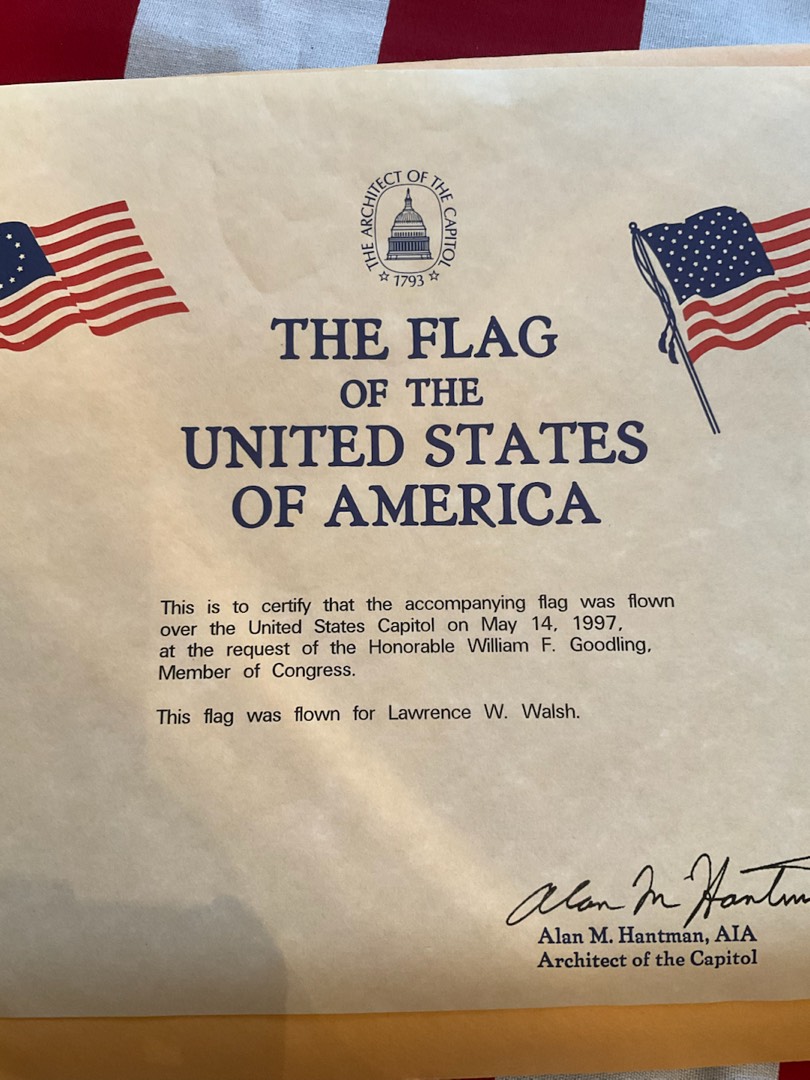 THE ARCHITECT OF THE CAPITOL
1793
THE FLAG
OF THE
UNITED STATES
OF AMERICA
This is to certify that the accompanying flag was flown
over the United States Capitol on May 14, 1997,
at the request of the Honorable William F. Goodling,
Member of Congress.
This flag was flown for Lawrence W. Walsh.
Alan M Hantman
Alan M. Hantman, AIA
Architect of the Capitol